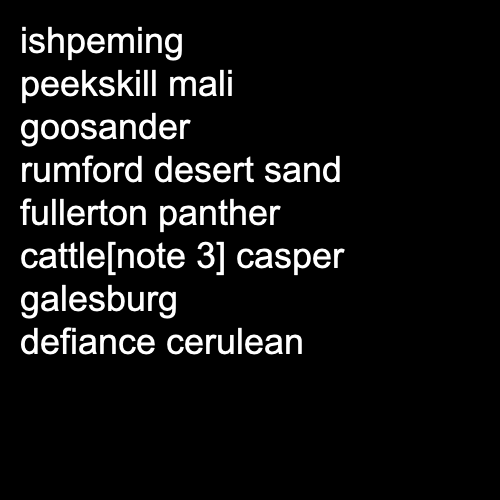 ishpeming
peekskill mali
goosander
rumford desert sand
fullerton panther
cattle[note 3] casper
galesburg
defiance cerulean